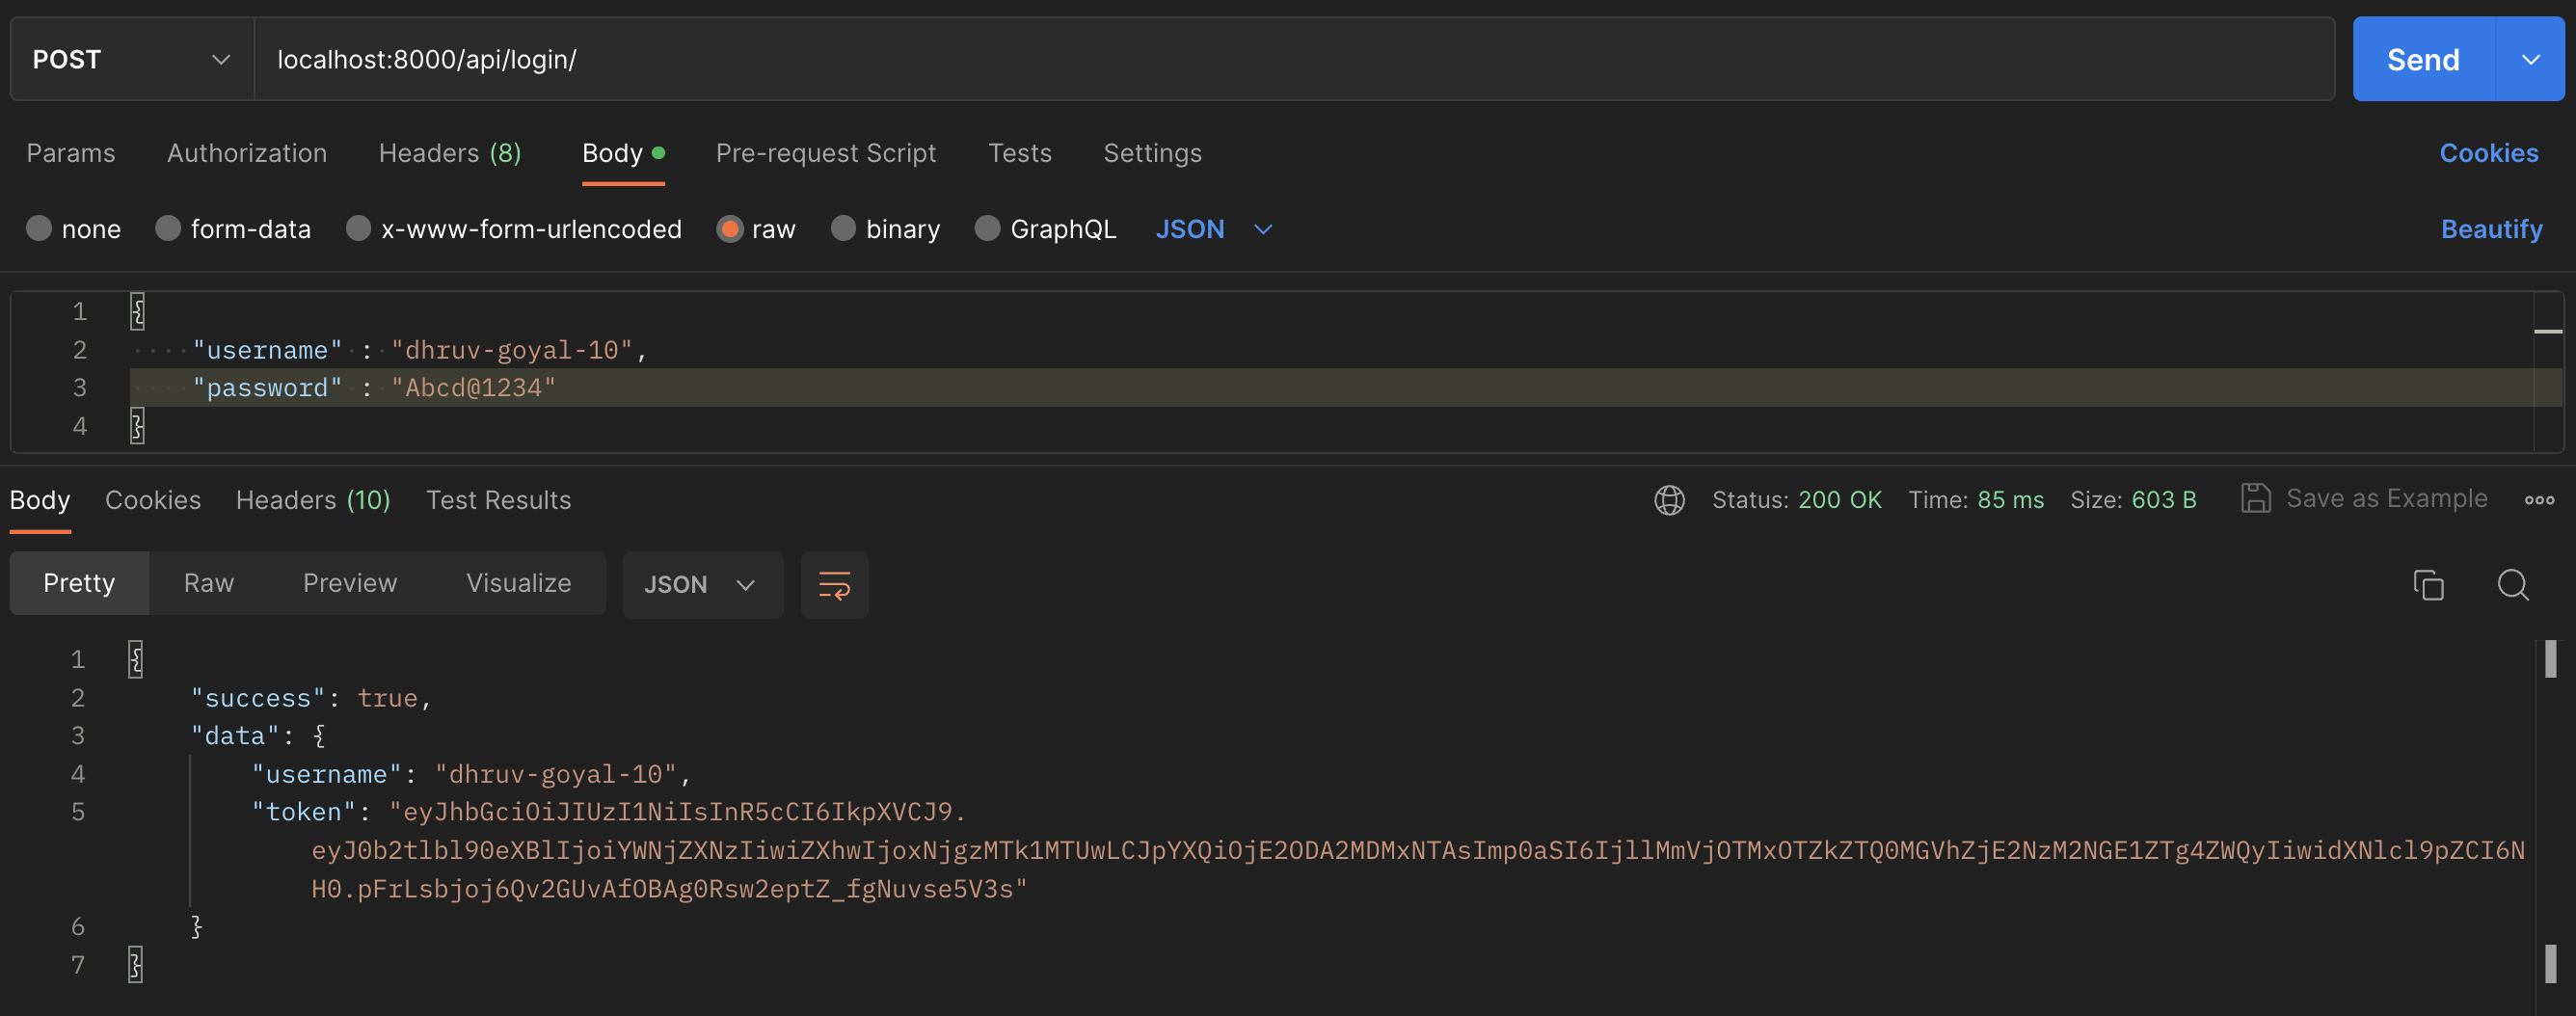 POST
localhost:8000/api/login/
Send
Params Authorization Headers (8) Body Pre-request Script Tests Settings Cookies
none form-data x-www-form-urlencoded raw binary GraphQL JSON Beautify
1 {
2 "username" : "dhruv-goyal-10",
3 "password" : "Abcd@1234"
4 }
Body Cookies Headers (10) Test Results Status: 200 OK Time: 85 ms Size: 603 B Save as Example
Pretty Raw Preview Visualize JSON
1 {
2 "success": true,
3 "data": {
4 "username": "dhruv-goyal-10",
5 "token": "eyJhbGciOiJIUzI1NiIsInR5cCI6IkpXVCJ9.
eyJ0b2tlbl90eXBlIjoiYWNjZXNzIiwiZXhwIjoxNjgzMTk1MTUwLCJpYXQiOjE2ODA2MDMxNTAsImp0aSI6IjllMmVjOTMxOTZkZTQ0MGVhZjE2NzM2NGE1ZTg4ZWQyIiwidXNlcl9pZCI6N
H0.pFrLsbjoj6Qv2GUvAfOBAg0Rsw2eptZ_fgNuvse5V3s"
6 }
7 }